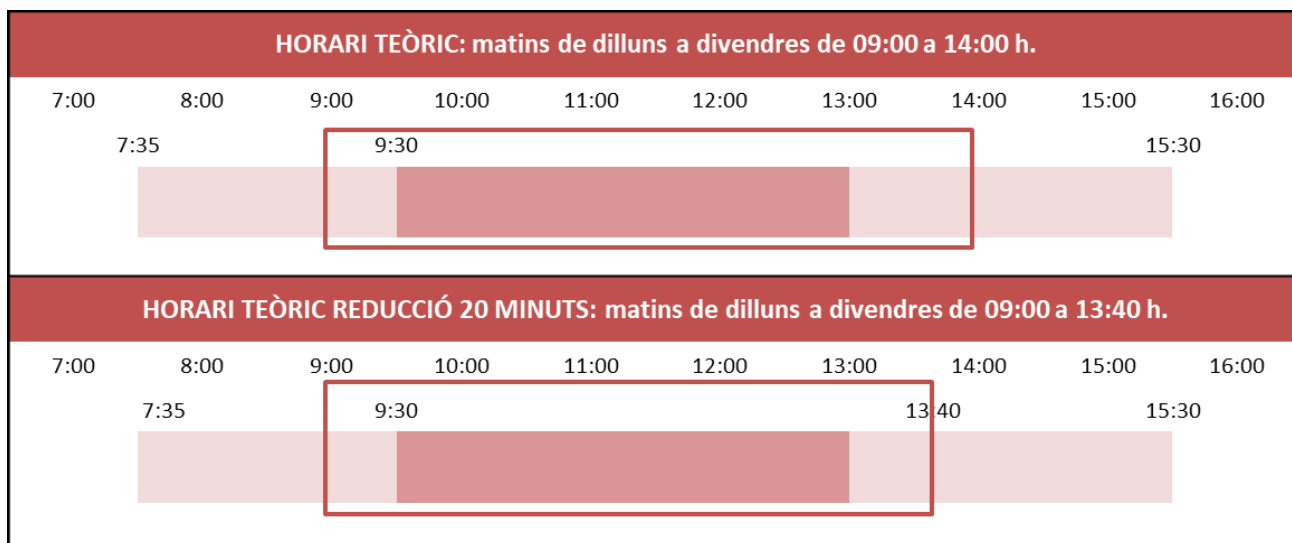 HORARI TEÒRIC: matins de dilluns a divendres de 09:00 a 14:00 h.
7:00 8:00 9:00 10:00 11:00 12:00 13:00 14:00 15:00 16:00
7:35 9:30 15:30
HORARI TEÒRIC REDUCCIÓ 20 MINUTS: matins de dilluns a divendres de 09:00 a 13:40 h.
7:00 8:00 9:00 10:00 11:00 12:00 13:00 14:00 15:00 16:00
7:35 9:30 13:40 15:30